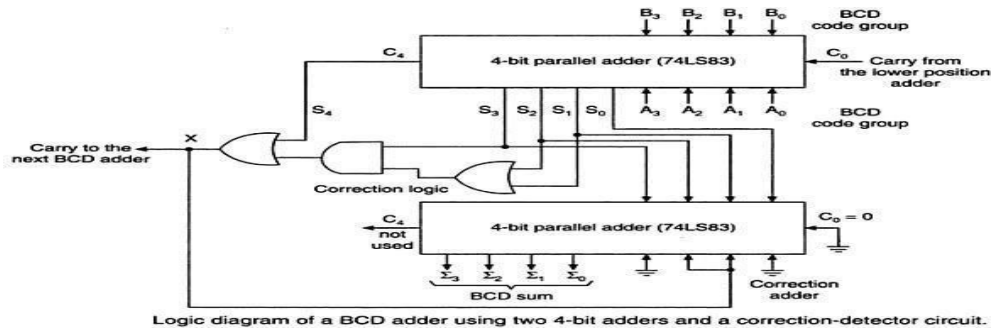 B₃ B₂ B₁ B₀
BCD
code group
C₄
4-bit parallel adder (74LS83)
C₀
Carry from
the lower position
adder
S₄
S₃ S₂ S₁ S₀
A₃ A₂ A₁ A₀
BCD
code group
X
Carry to the
next BCD adder
Correction logic
C₄
not
used
4-bit parallel adder (74LS83)
C₀ = 0
Σ₃ Σ₂ Σ₁ Σ₀
BCD sum
Correction
adder
Logic diagram of a BCD adder using two 4-bit adders and a correction-detector circuit.